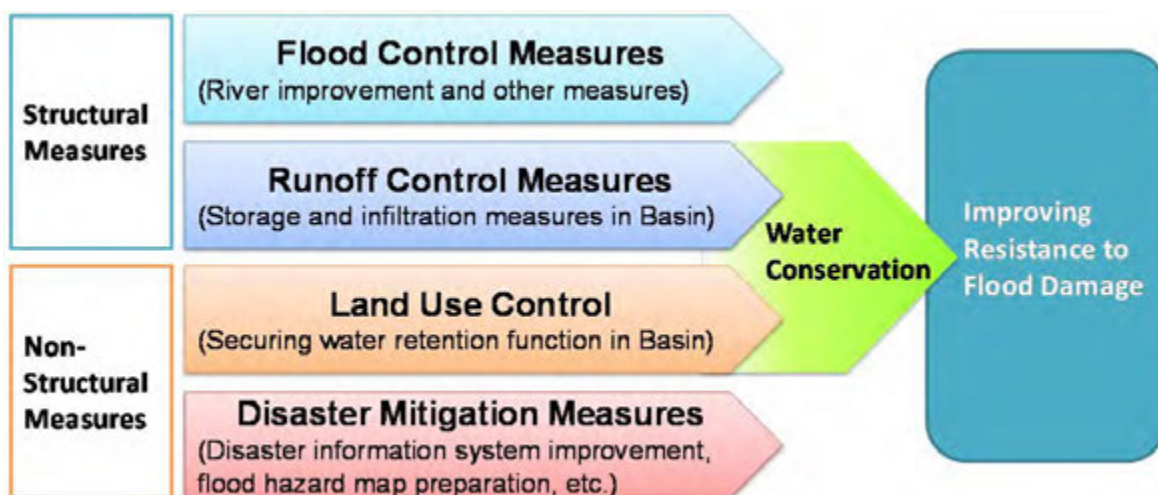 Structural
Measures
Flood Control Measures
(River improvement and other measures)
Runoff Control Measures
(Storage and infiltration measures in Basin)
Non-
Structural
Measures
Land Use Control
(Securing water retention function in Basin)
Disaster Mitigation Measures
(Disaster information system improvement,
flood hazard map preparation, etc.)
Water
Conservation
Improving
Resistance to
Flood Damage